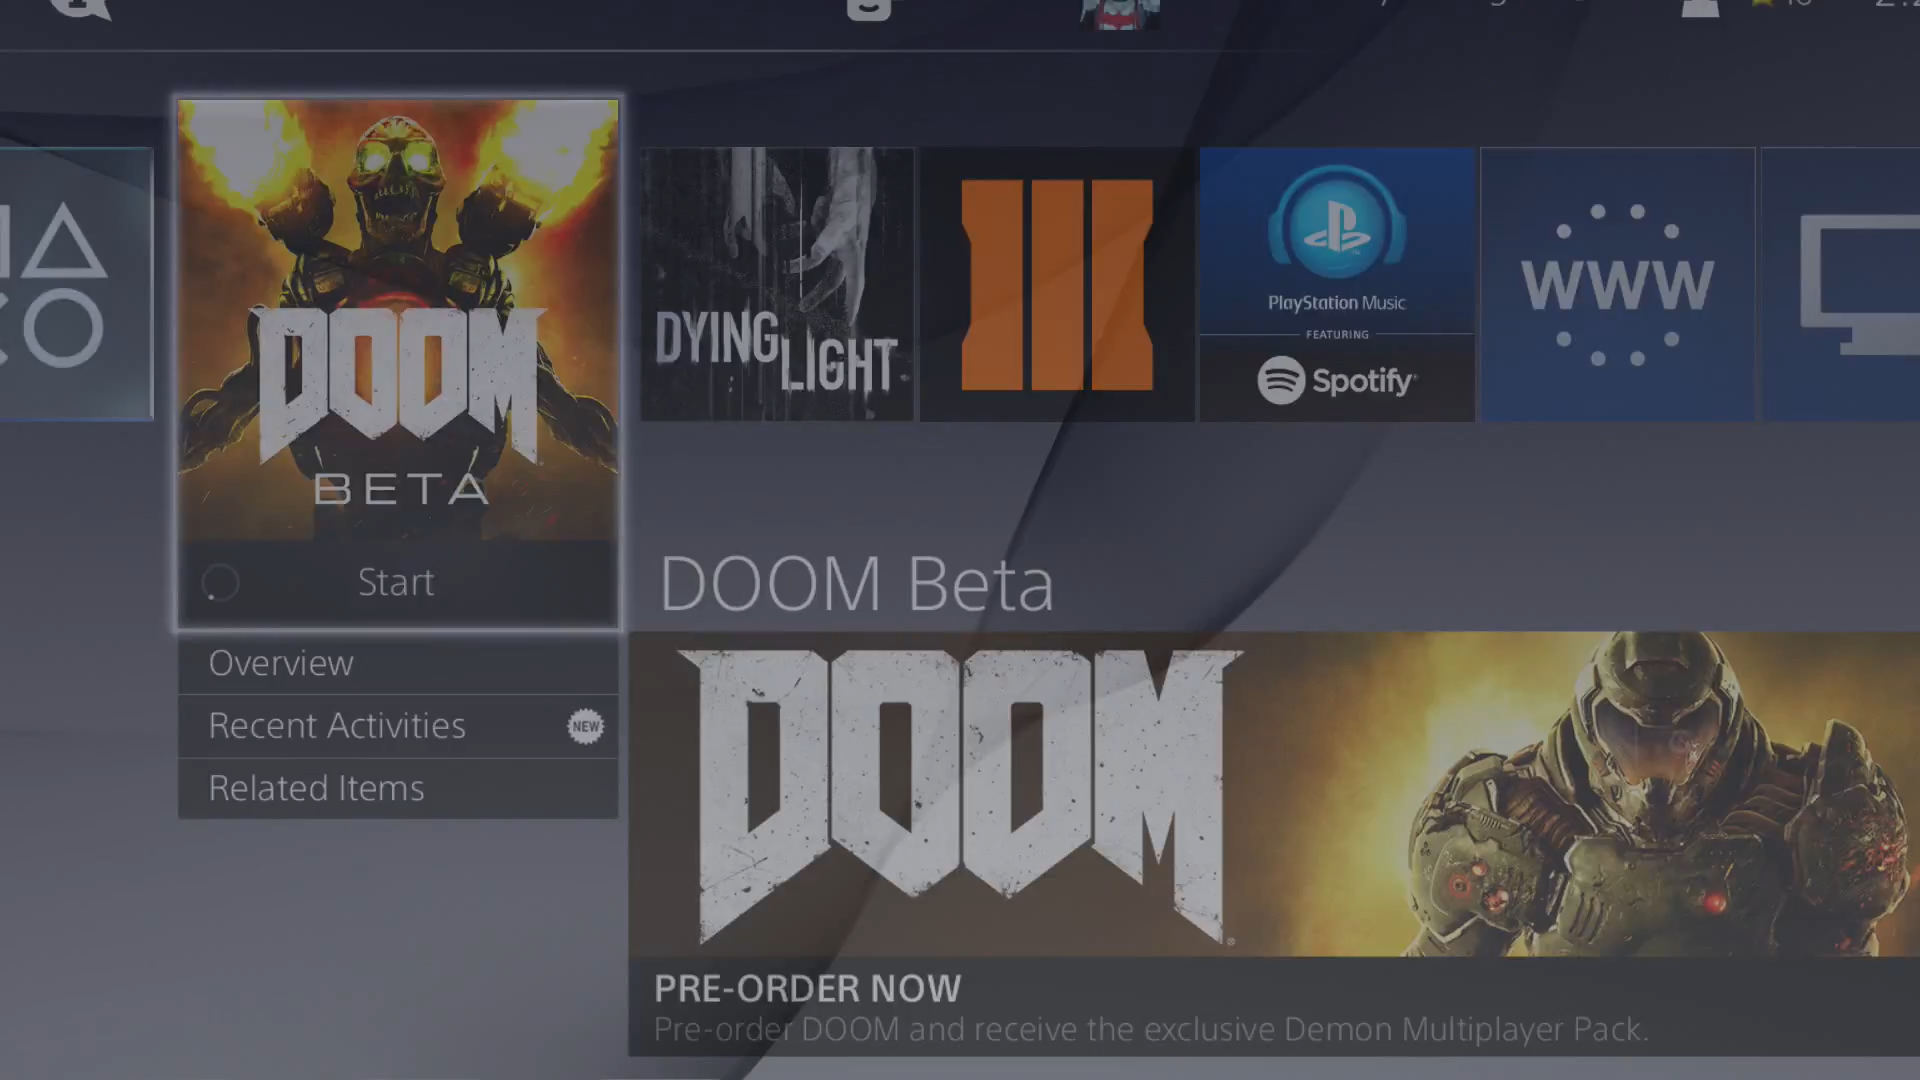 DYING
LIGHT
III
PlayStation Music
FEATURING
Spotify
WWW
DOOM
BETA
Start
DOOM Beta
Overview
Recent Activities
NEW
Related Items
DOOM
PRE-ORDER NOW
Pre-order DOOM and receive the exclusive Demon Multiplayer Pack.